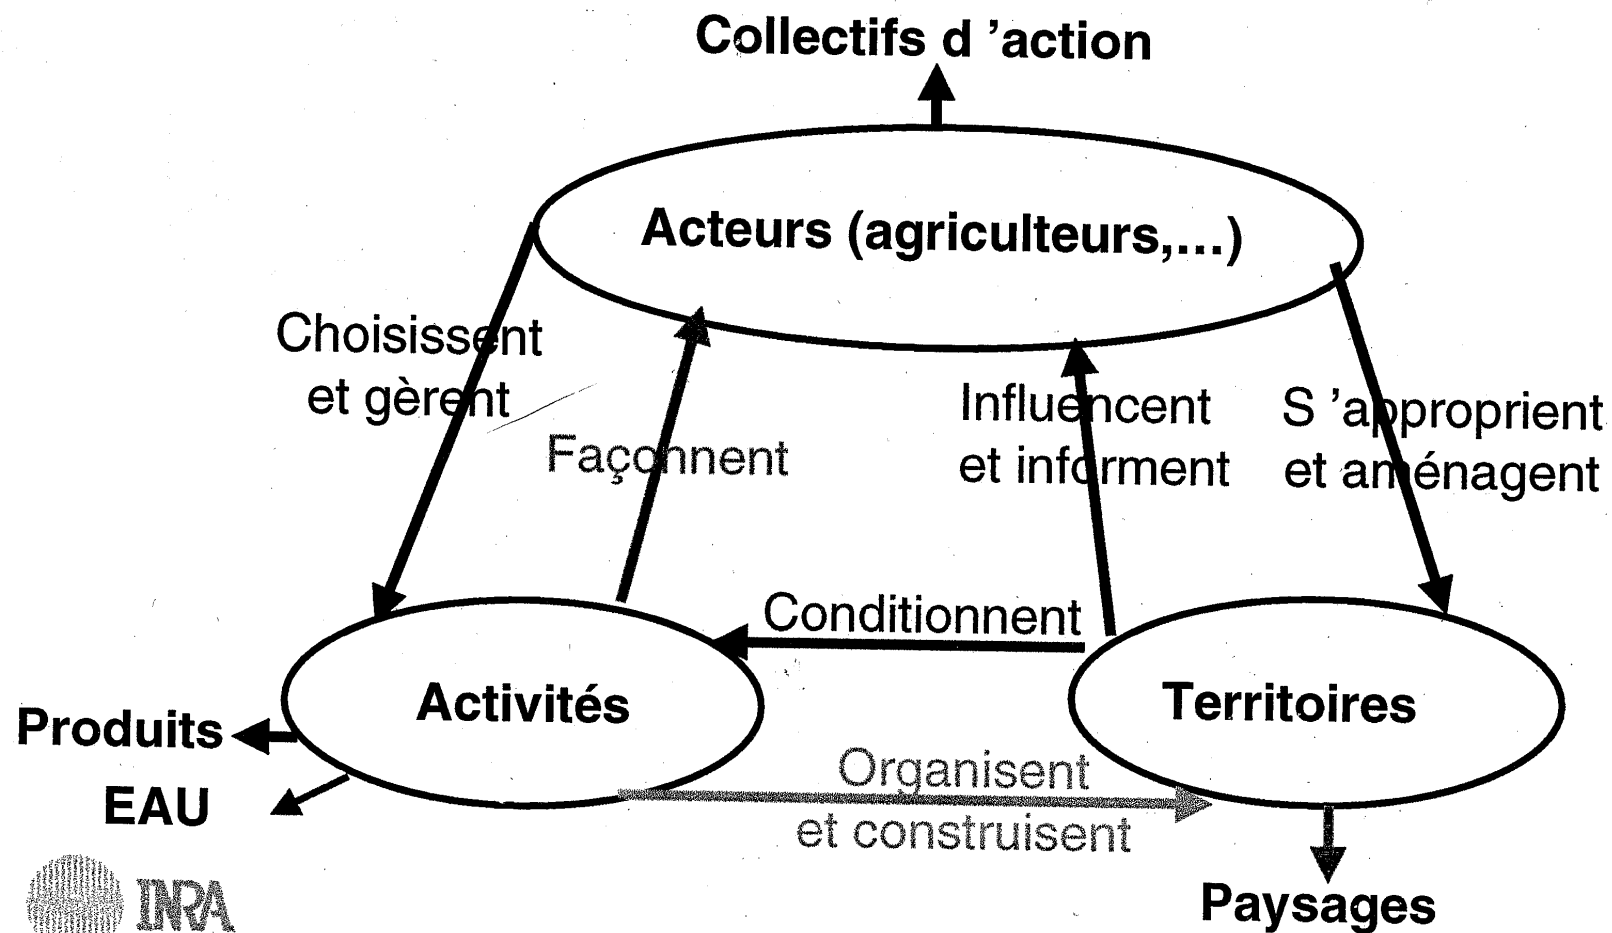 Collectifs d ’action
Acteurs (agriculteurs,...)
Choisissent
et gèrent
Façonnent
Influencent
et informent
S ’approprient
et aménagent
Conditionnent
Activités
Territoires
Produits
EAU
Organisent
et construisent
Paysages
INRA